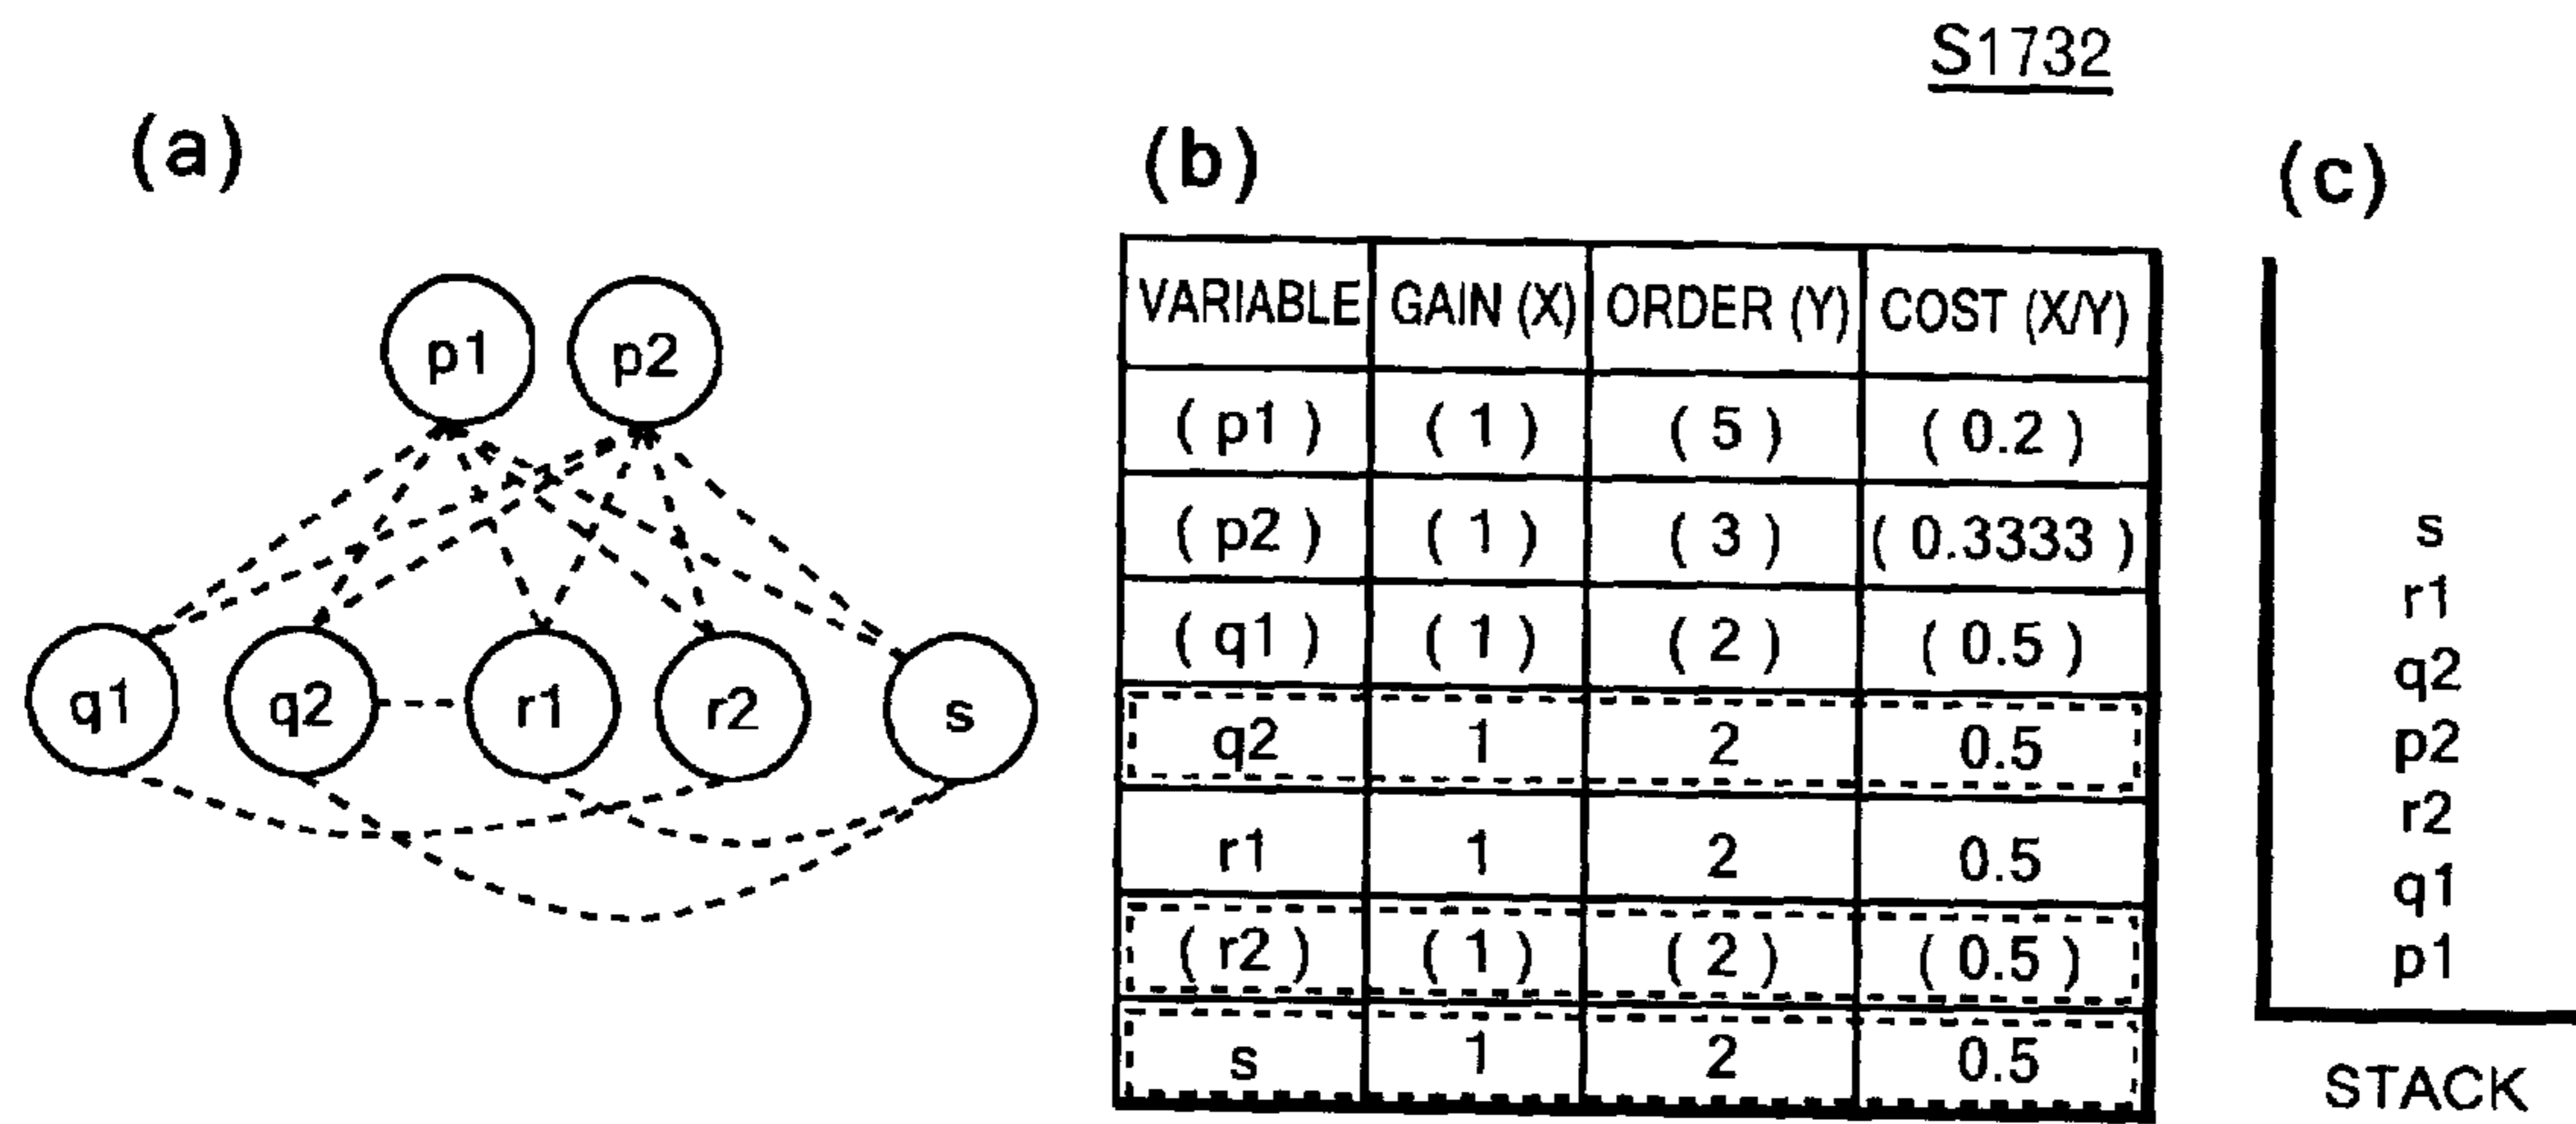 S1732
(a)
p1 p2
q1 q2 r1 r2 s
(b)
VARIABLE GAIN (X) ORDER (Y) COST (X/Y)
( p1 ) ( 1 ) ( 5 ) ( 0.2 )
( p2 ) ( 1 ) ( 3 ) ( 0.3333 )
( q1 ) ( 1 ) ( 2 ) ( 0.5 )
q2 1 2 0.5
r1 1 2 0.5
( r2 ) ( 1 ) ( 2 ) ( 0.5 )
s 1 2 0.5
(c)
s
r1
q2
p2
r2
q1
p1
STACK